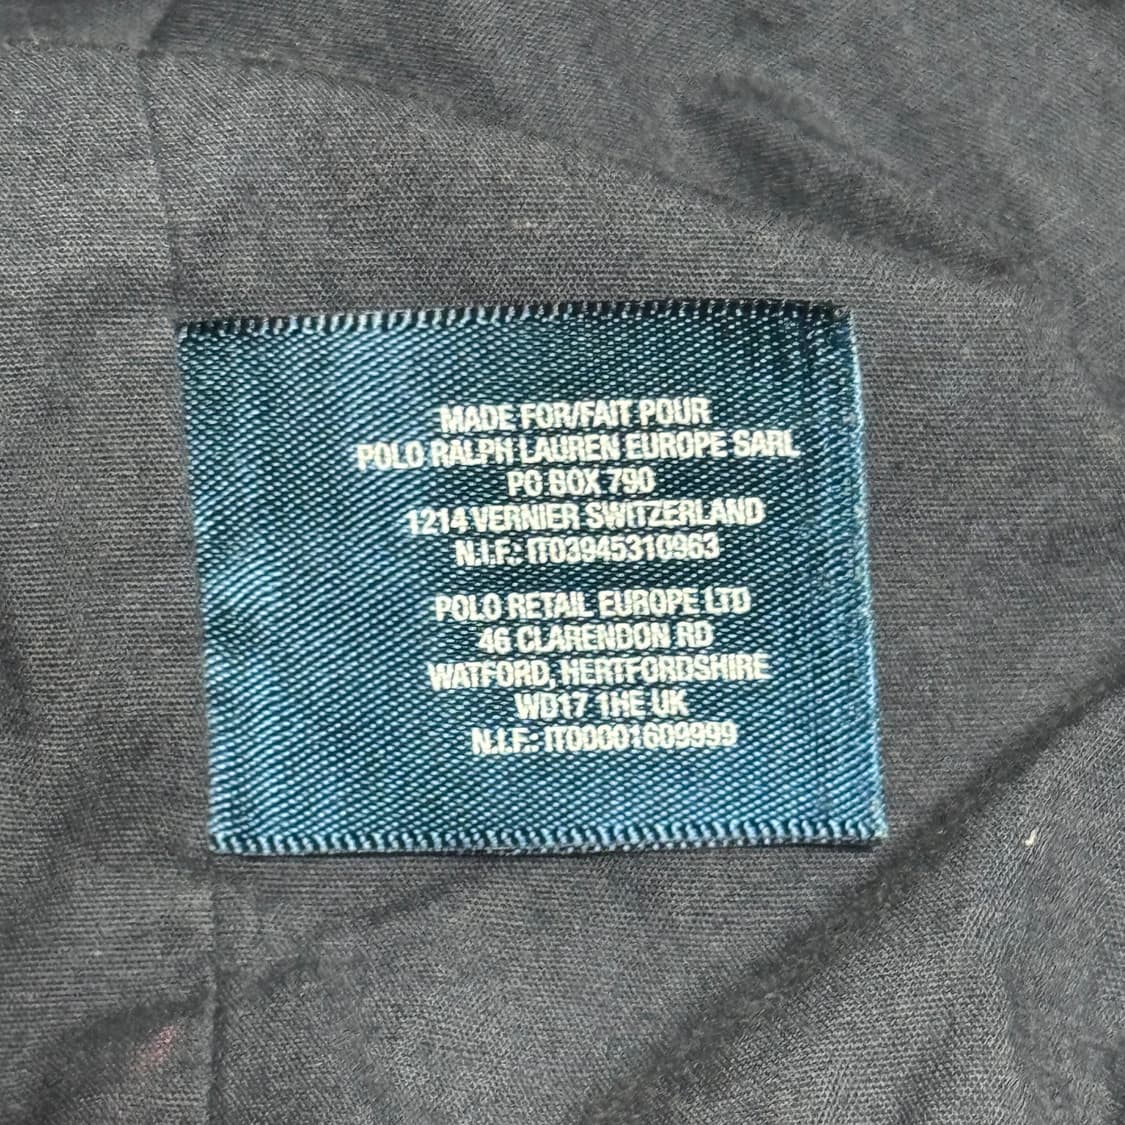 MADE FOR/FAIT POUR
POLO RALPH LAUREN EUROPE SARL
PO BOX 790
1214 VERNIER SWITZERLAND
N.I.F.: IT03945310963
POLO RETAIL EUROPE LTD
46 CLARENDON RD
WATFORD, HERTFORDSHIRE
WD17 1HE UK
N.I.F.: IT00001609999